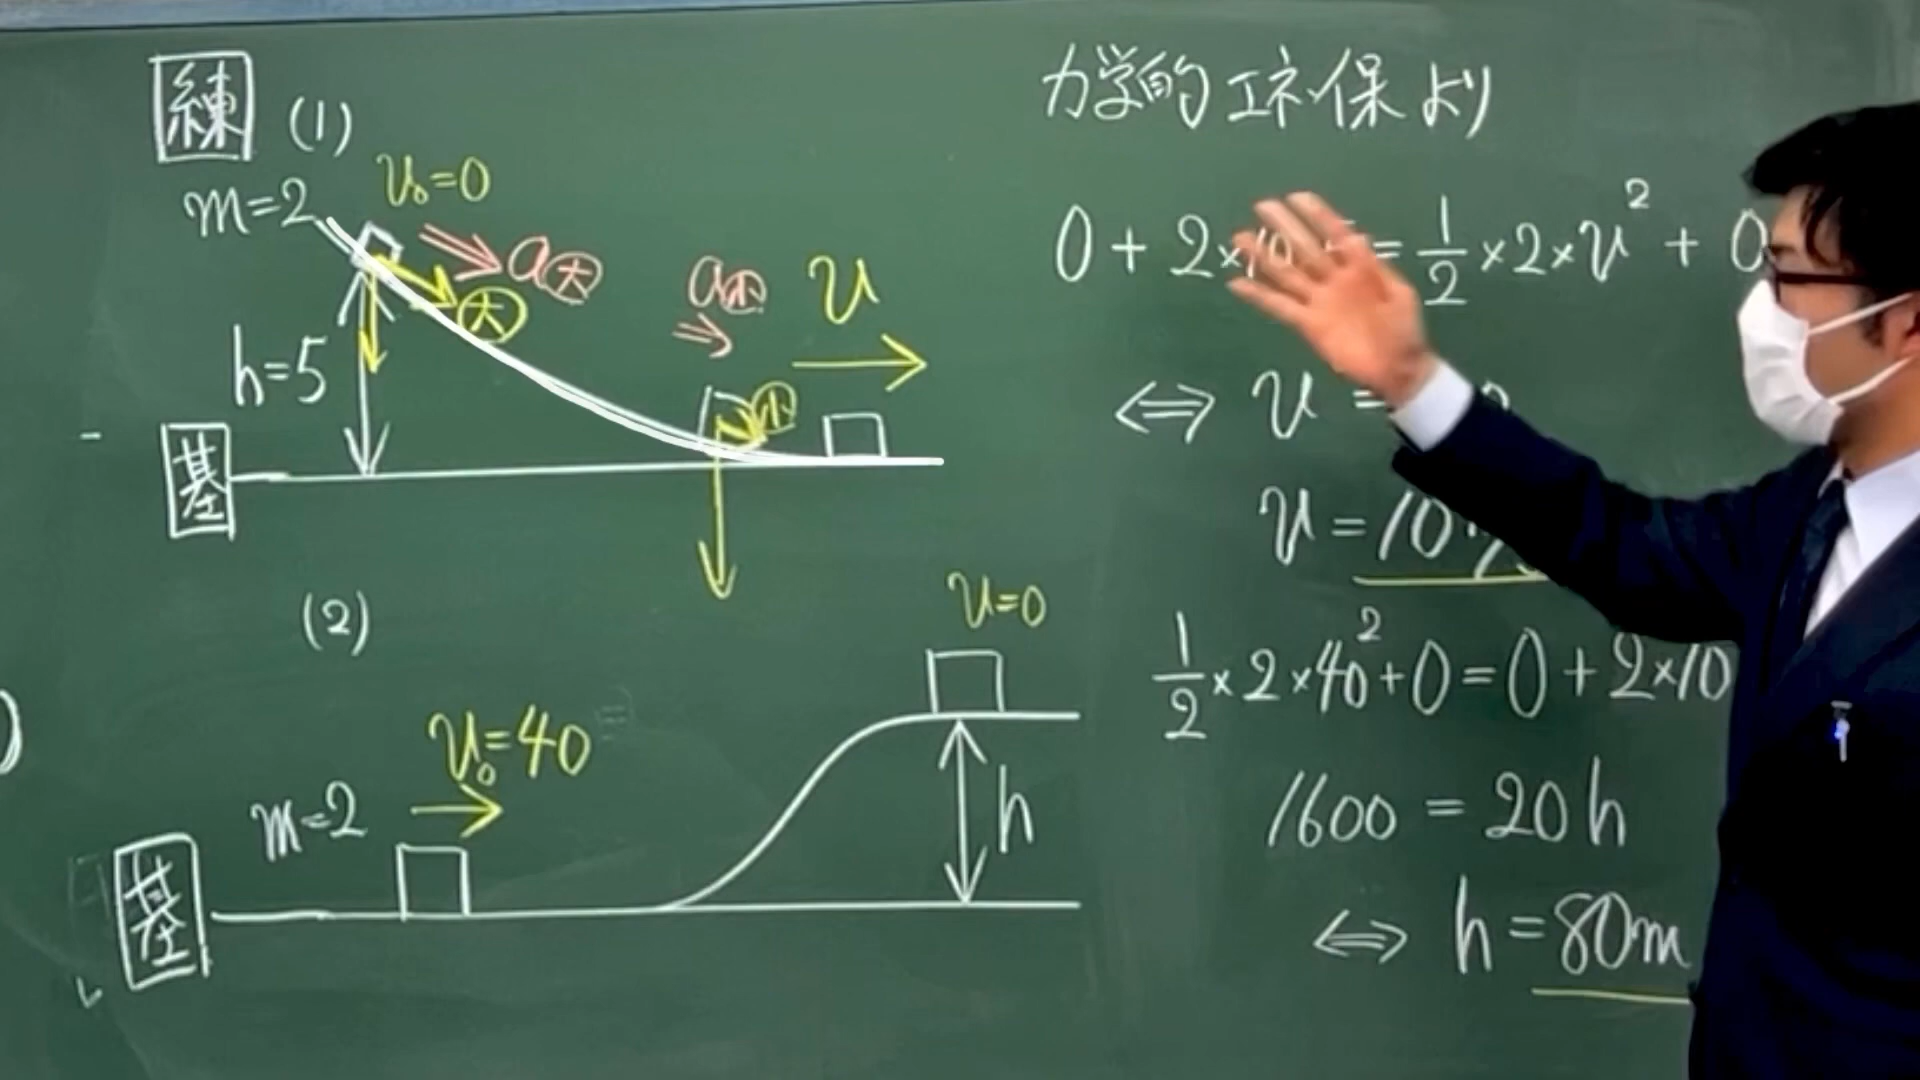 練 (1)
v₀=0
m=2
a大
大
h=5
a小
v
小
基
(2)
v=0
v₀=40
m=2
h
基
力学的エネ保より
0+2×10 = 1/2×2×v²+0
⇔ v =
v=10
1/2×2×40²+0=0+2×10
1600=20h
⇔ h=80m